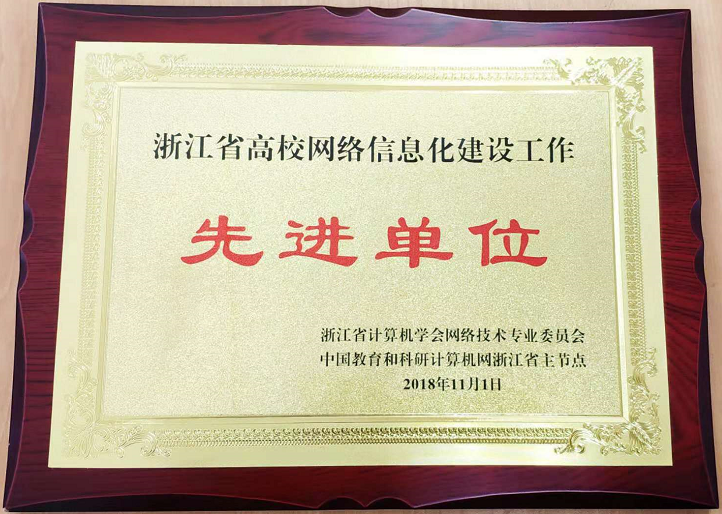 浙江省高校网络信息化建设工作
先进单位
浙江省计算机学会网络技术专业委员会
中国教育和科研计算机网浙江省主节点
2018年11月1日